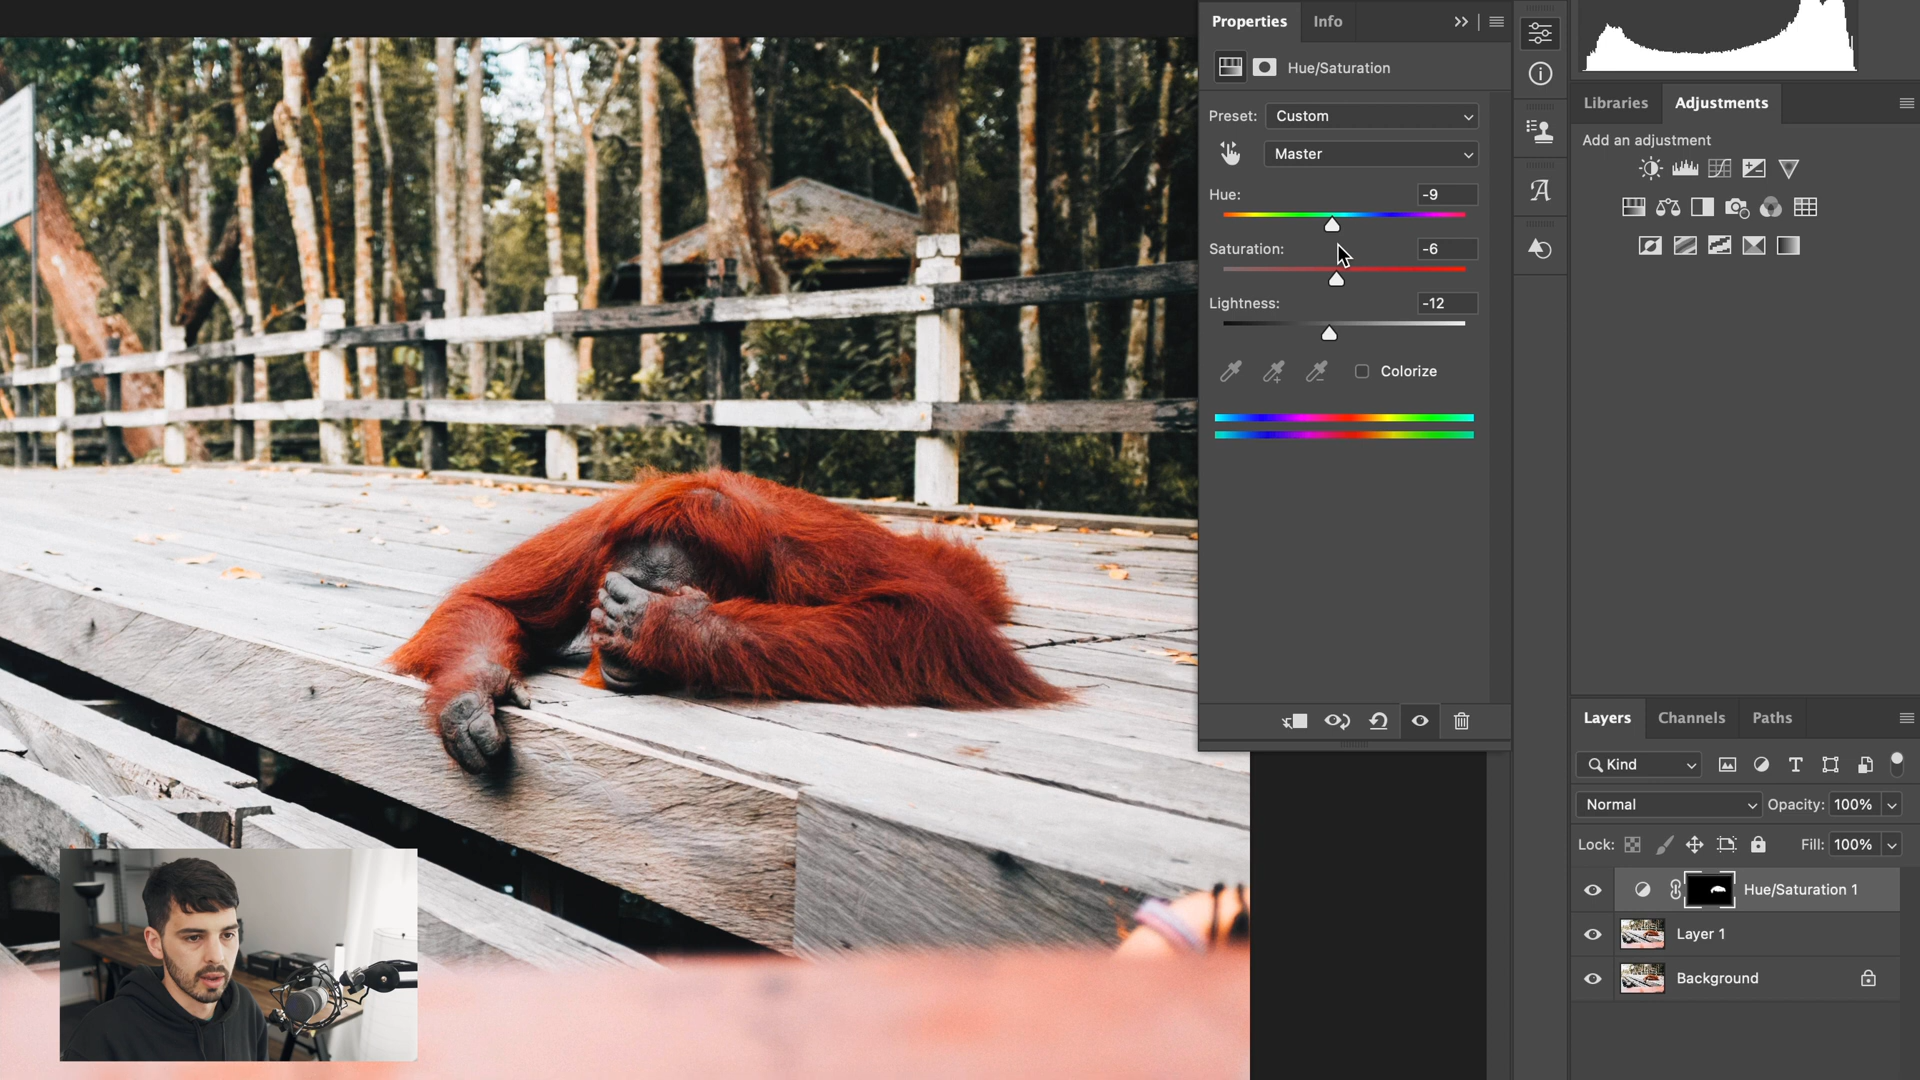 Properties Info
Hue/Saturation
Preset: Custom
Master
Hue: -9
Saturation: -6
Lightness: -12
Colorize
Libraries Adjustments
Add an adjustment
Layers Channels Paths
Kind
Normal Opacity: 100%
Lock: Fill: 100%
Hue/Saturation 1
Layer 1
Background